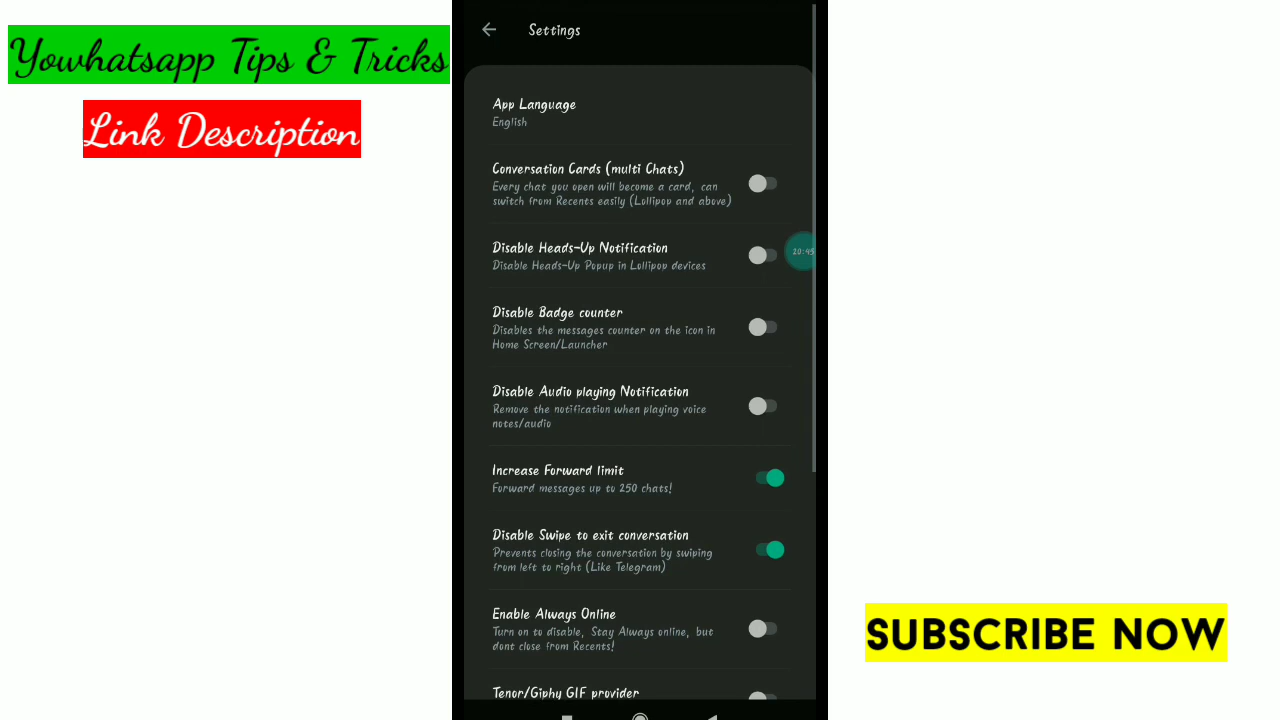 Yowhatsapp Tips & Tricks
Link Description
Settings
App Language
English
Conversation Cards (multi Chats)
Every chat you open will become a card, can
switch from Recents easily (Lollipop and above)
Disable Heads-Up Notification
Disable Heads-Up Popup in Lollipop devices
20:45
Disable Badge counter
Disables the messages counter on the icon in
Home Screen/Launcher
Disable Audio playing Notification
Remove the notification when playing voice
notes/audio
Increase Forward limit
Forward messages up to 250 chats!
Disable Swipe to exit conversation
Prevents closing the conversation by swiping
from left to right (Like Telegram)
Enable Always Online
Turn on to disable, Stay Always online, but
dont close from Recents!
Tenor/Giphy GIF provider
SUBSCRIBE NOW